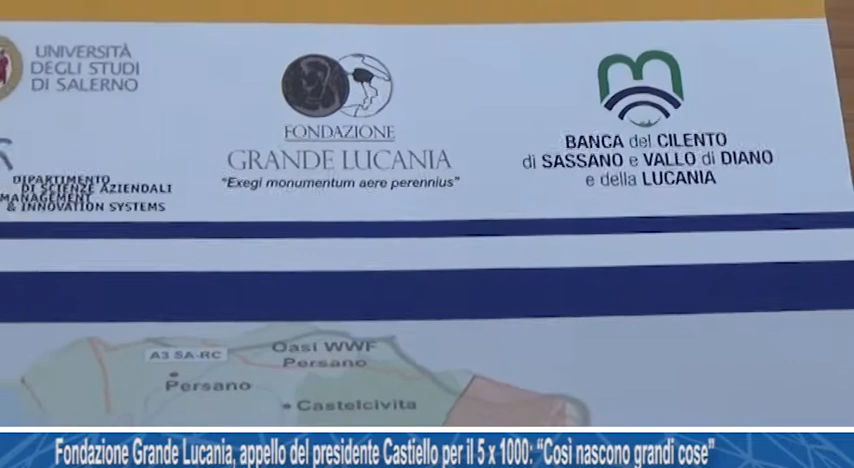 UNIVERSITÀ
DEGLI STUDI
DI SALERNO
DIPARTIMENTO
DI SCIENZE AZIENDALI
MANAGEMENT
& INNOVATION SYSTEMS
FONDAZIONE
GRANDE LUCANIA
"Exegi monumentum aere perennius"
BANCA del CILENTO
di SASSANO e VALLO di DIANO
e della LUCANIA
A3 SA-RC
Oasi WWF
Persano
Persano
Castelcivita
Fondazione Grande Lucania, appello del presidente Castiello per il 5 x 1000: "Così nascono grandi cose"